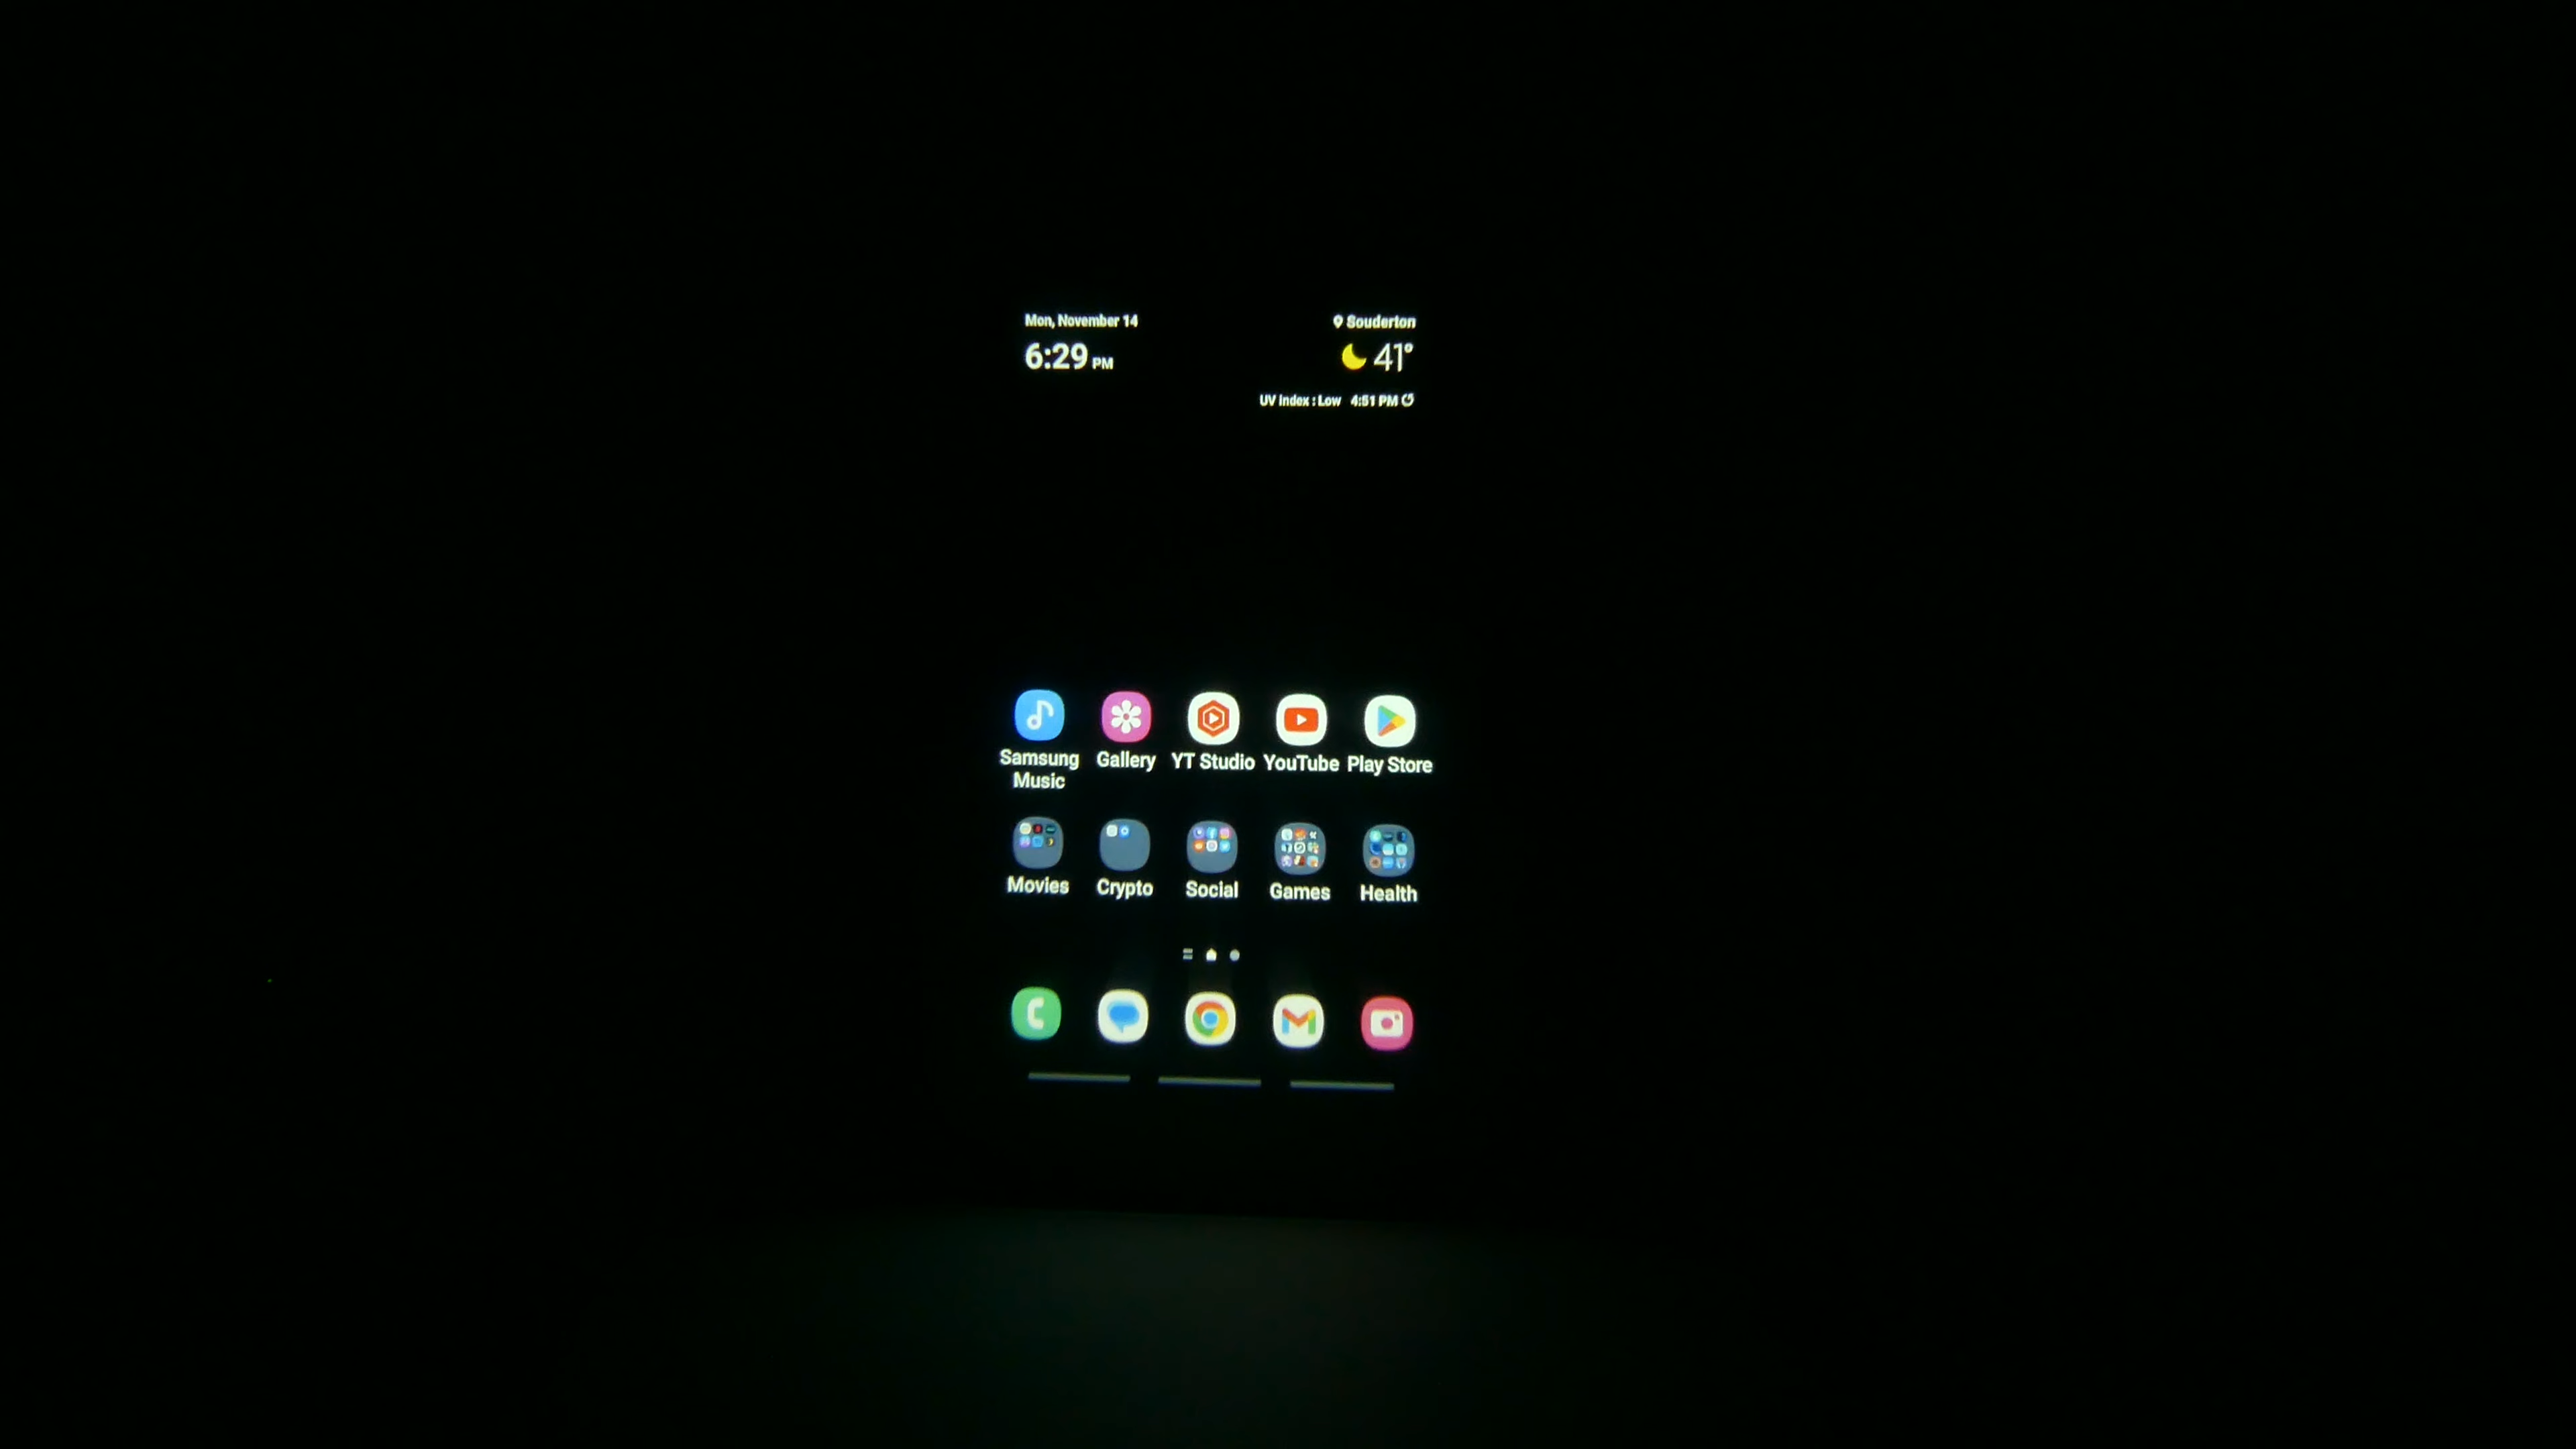 Mon, November 14
Souderton
6:29 PM
41°
UV index : Low 4:51 PM
Samsung Music
Gallery
YT Studio
YouTube
Play Store
Movies
Crypto
Social
Games
Health